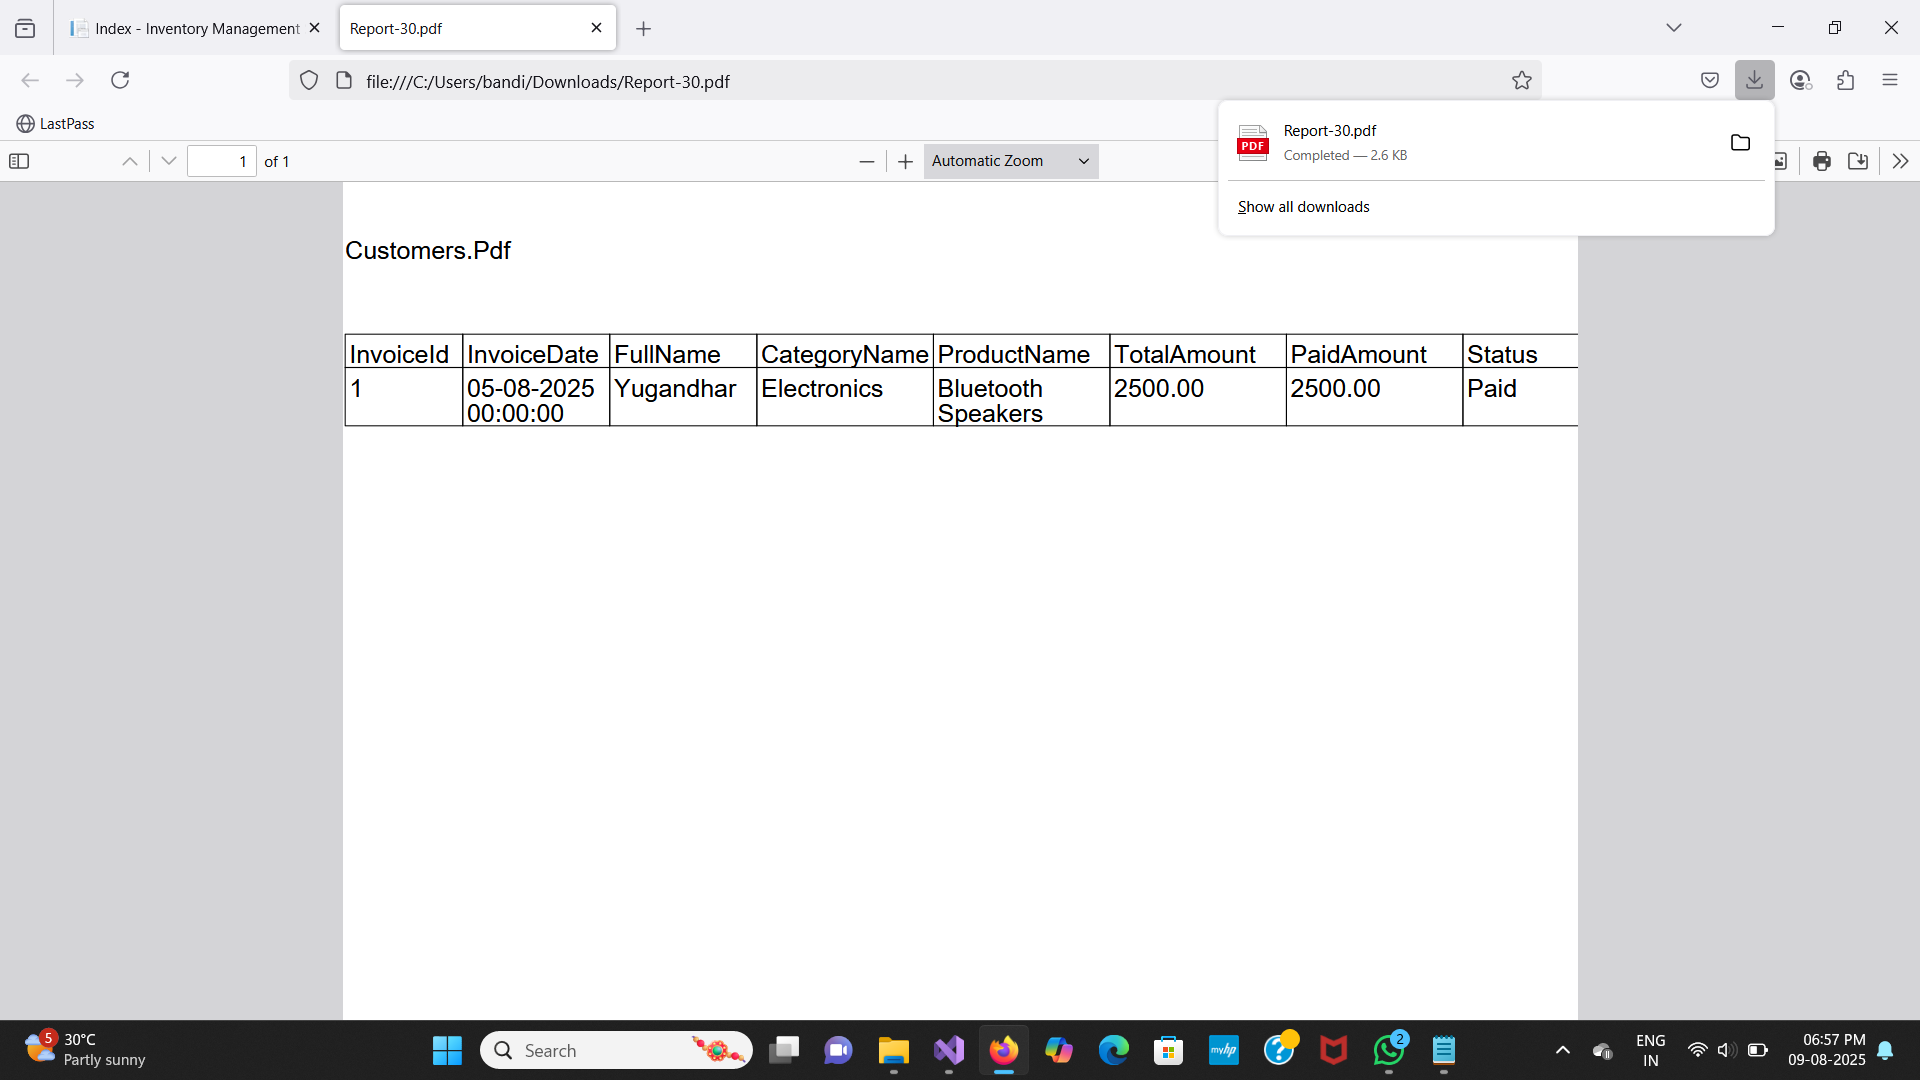 Index - Inventory Management
Report-30.pdf
file:///C:/Users/bandi/Downloads/Report-30.pdf
LastPass
1 of 1
Automatic Zoom
PDF
Report-30.pdf
Completed — 2.6 KB
Show all downloads
Customers.Pdf
InvoiceId InvoiceDate FullName CategoryName ProductName TotalAmount PaidAmount Status
1 05-08-2025 Yugandhar Electronics Bluetooth 2500.00 2500.00 Paid
00:00:00 Speakers
5
30°C
Partly sunny
Search
myhp
2
ENG
IN
06:57 PM
09-08-2025